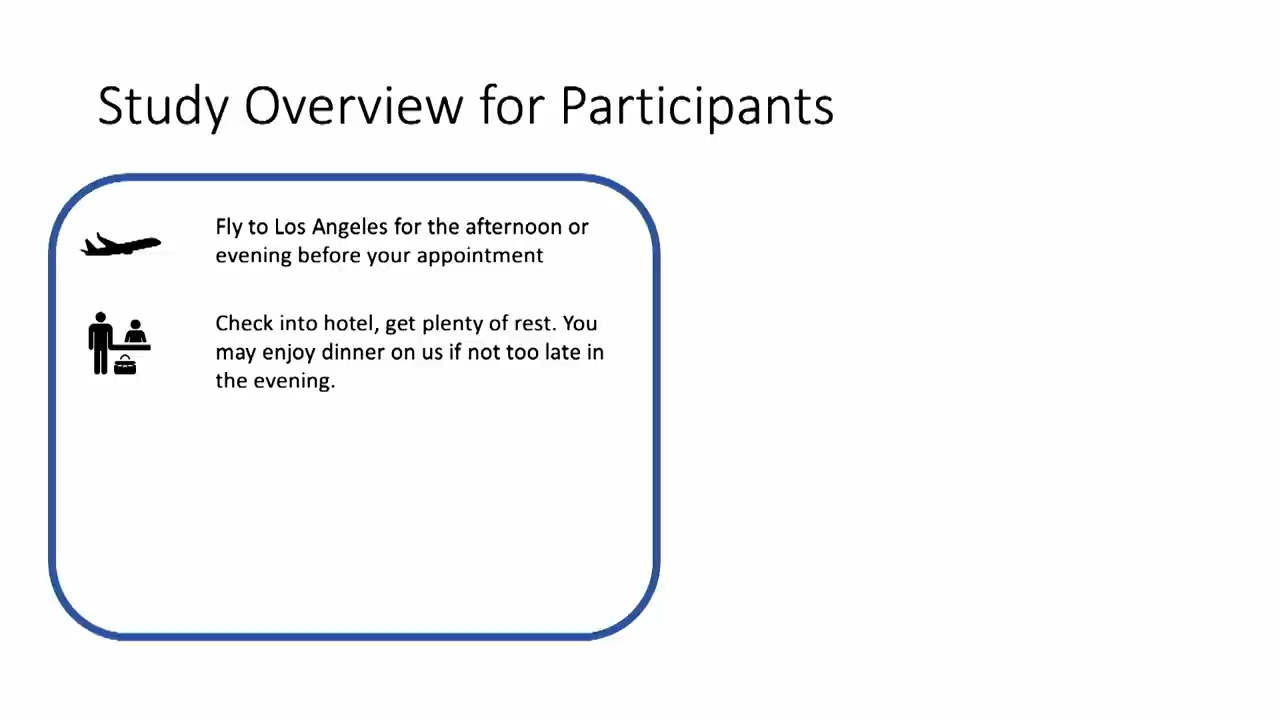 Study Overview for Participants
Fly to Los Angeles for the afternoon or
evening before your appointment
Check into hotel, get plenty of rest. You
may enjoy dinner on us if not too late in
the evening.